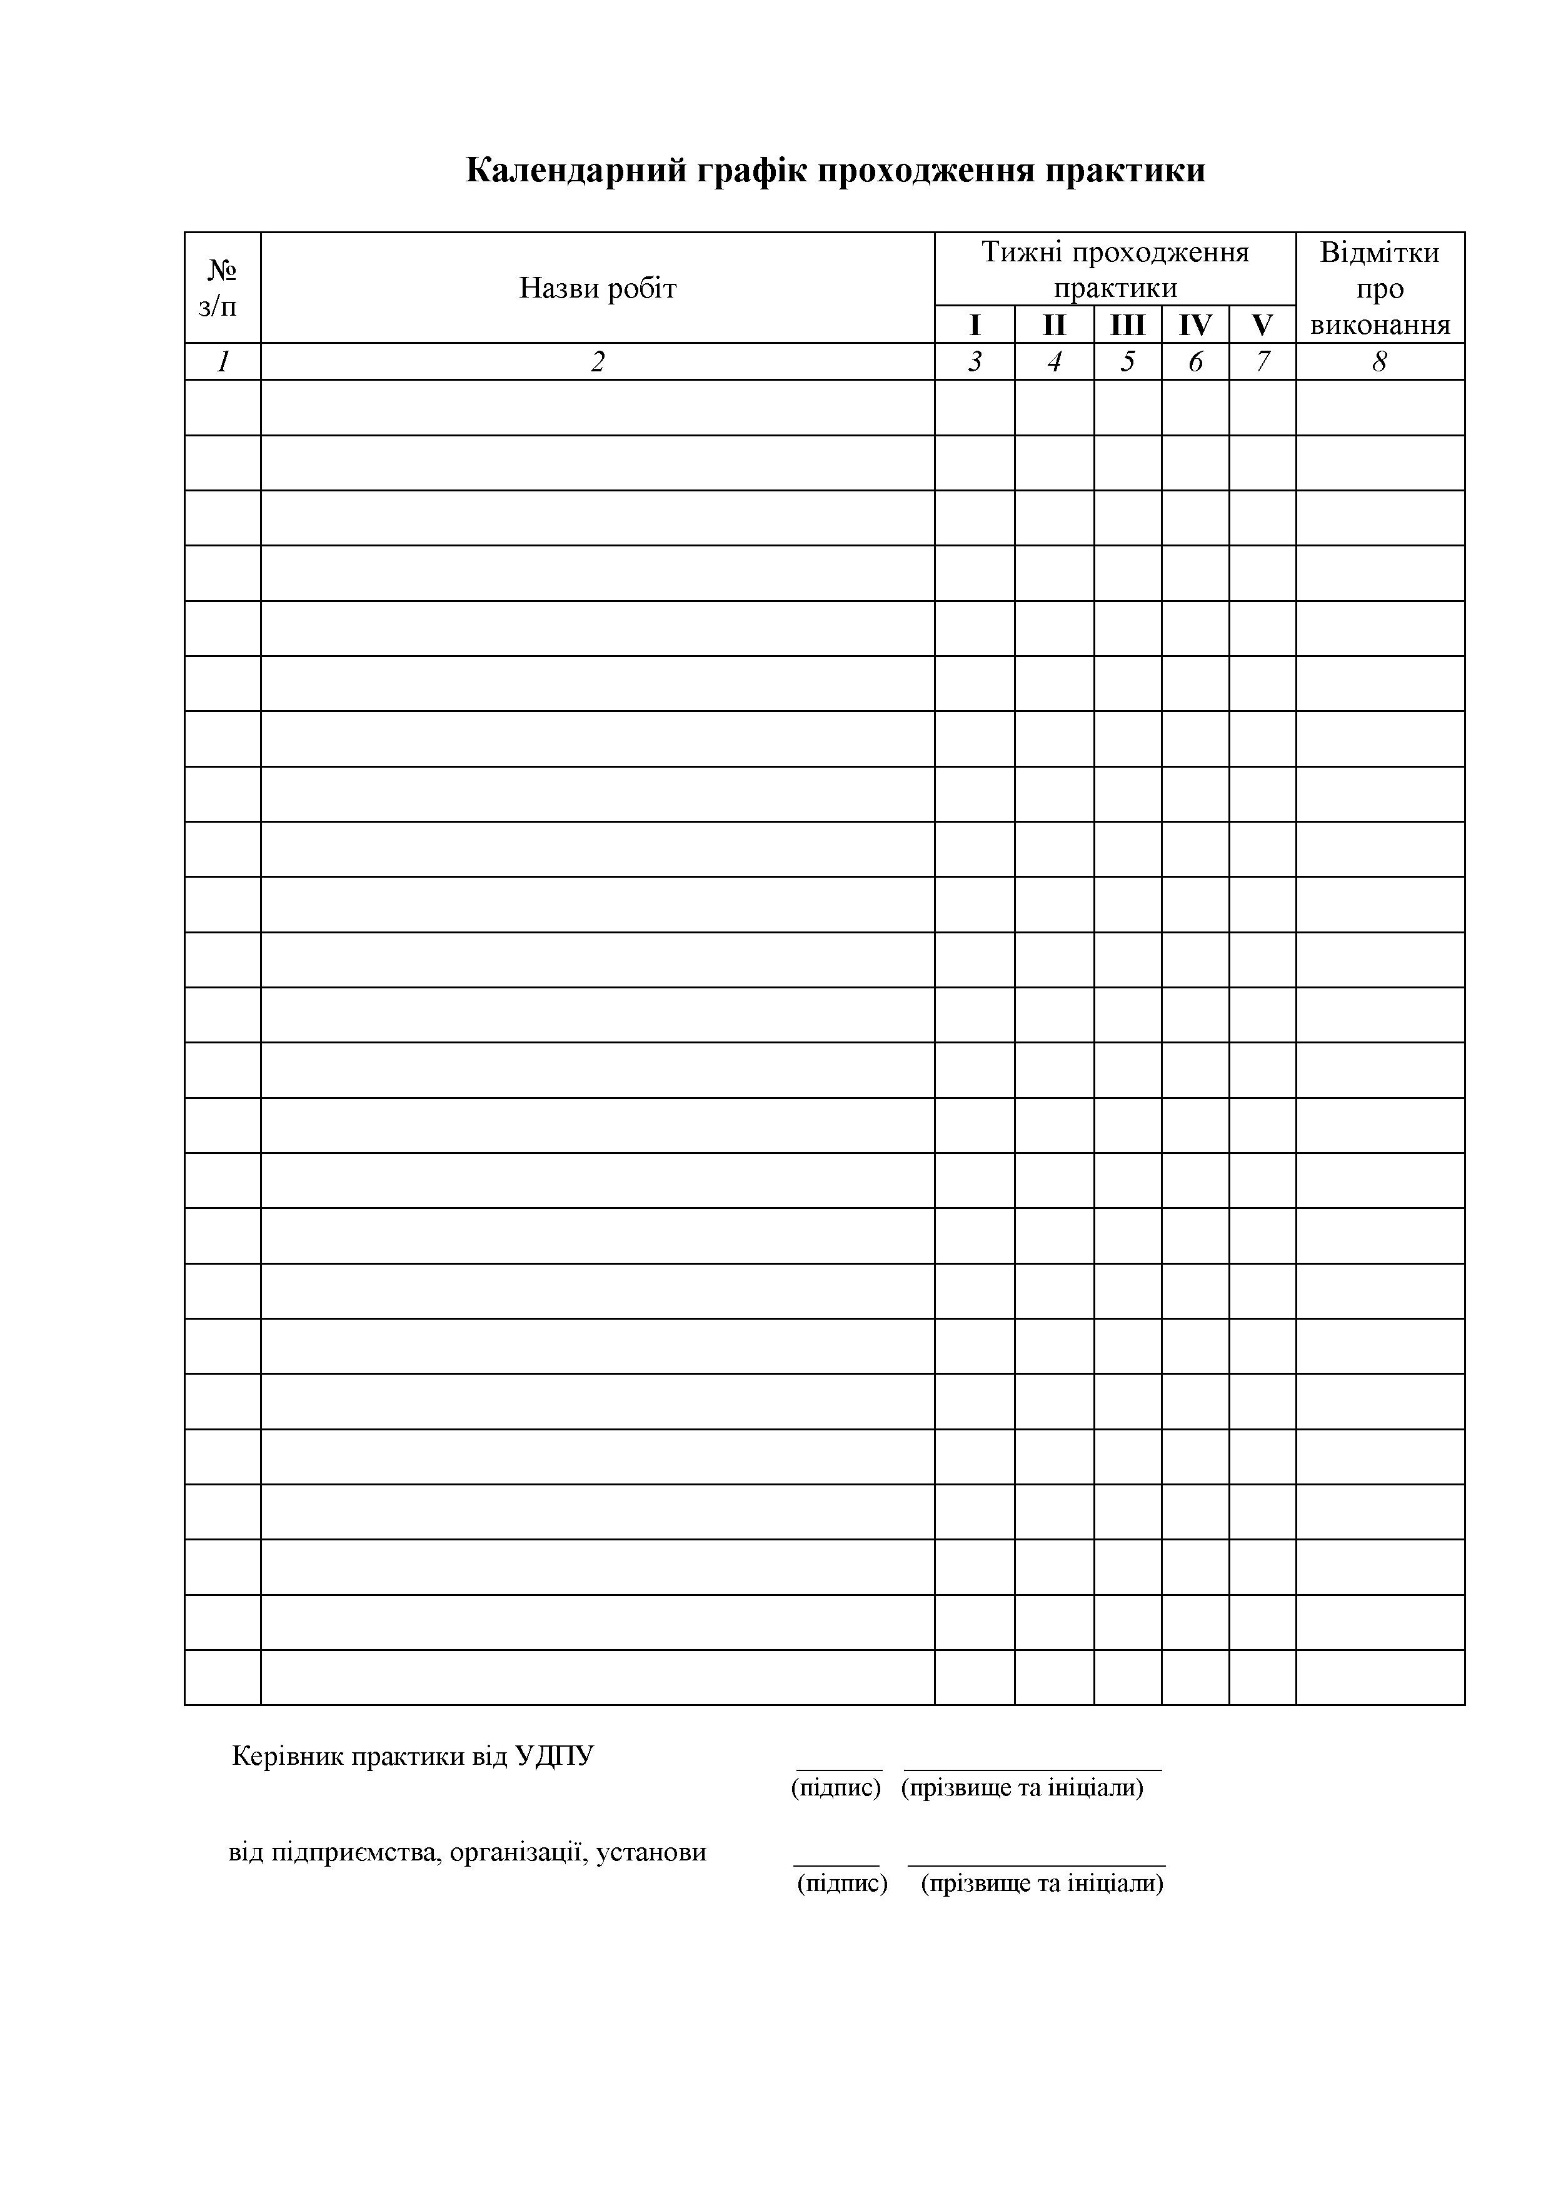 Календарний графік проходження практики
№ з/п
Назви робіт
Тижні проходження практики
Відмітки про виконання
I II III IV V
1 2 3 4 5 6 7 8
Керівник практики від УДПУ
(підпис) (прізвище та ініціали)
від підприємства, організації, установи
(підпис) (прізвище та ініціали)